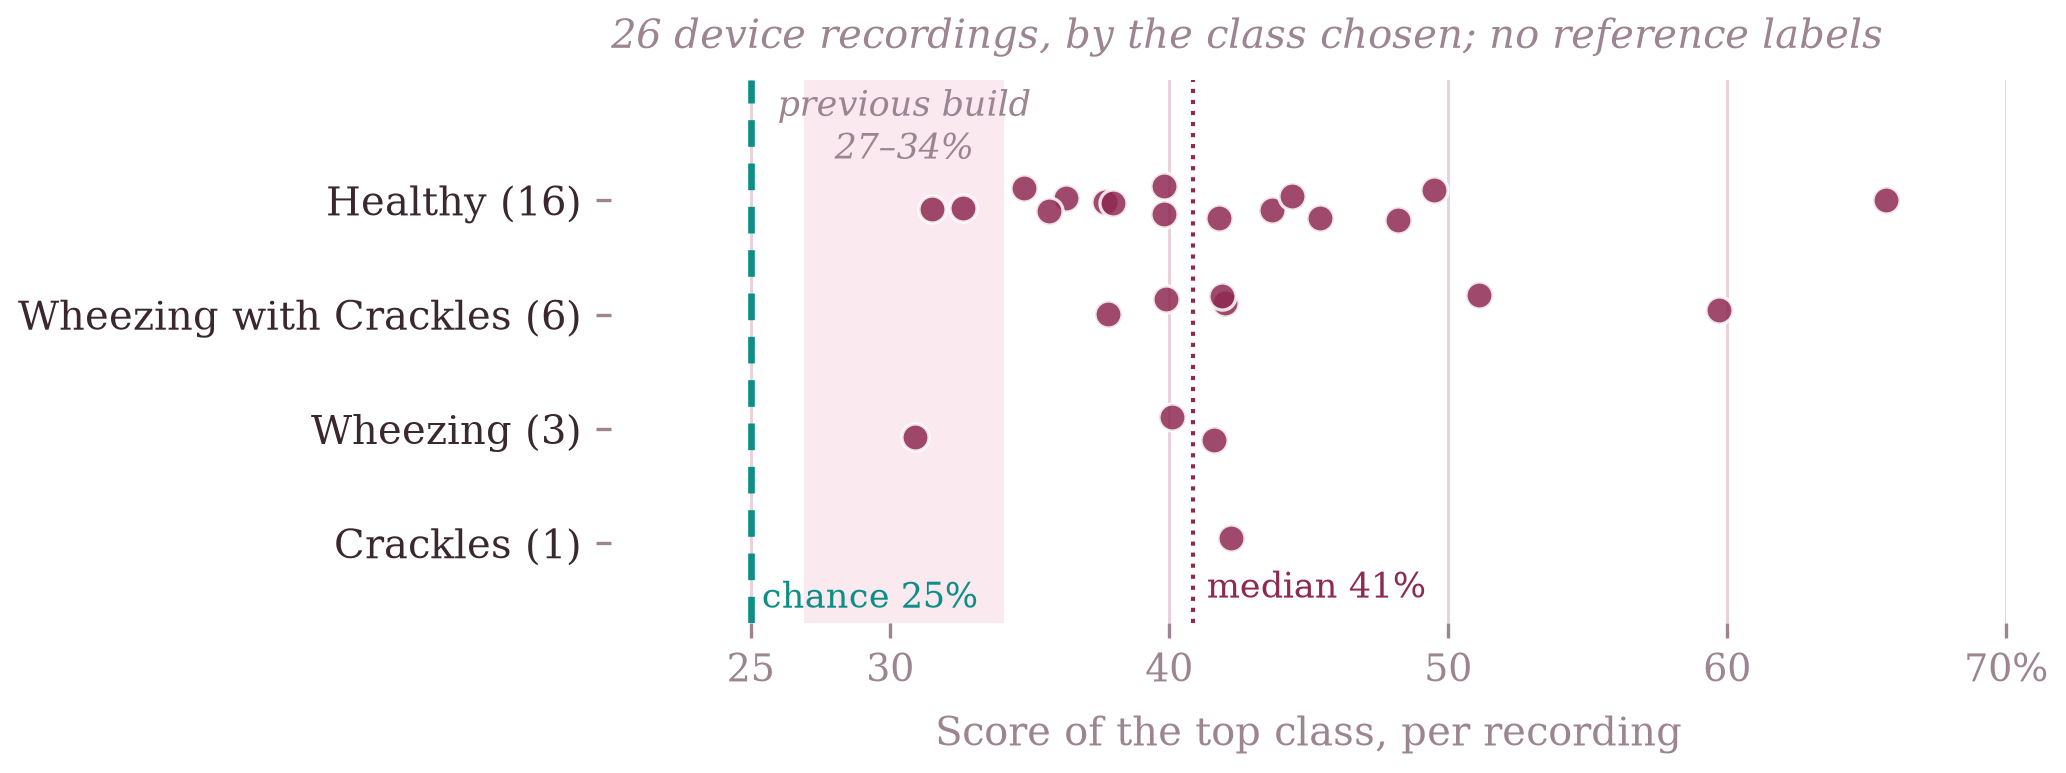 26 device recordings, by the class chosen; no reference labels
previous build
27–34%
Healthy (16)
Wheezing with Crackles (6)
Wheezing (3)
Crackles (1)
chance 25%
median 41%
25 30 40 50 60 70%
Score of the top class, per recording